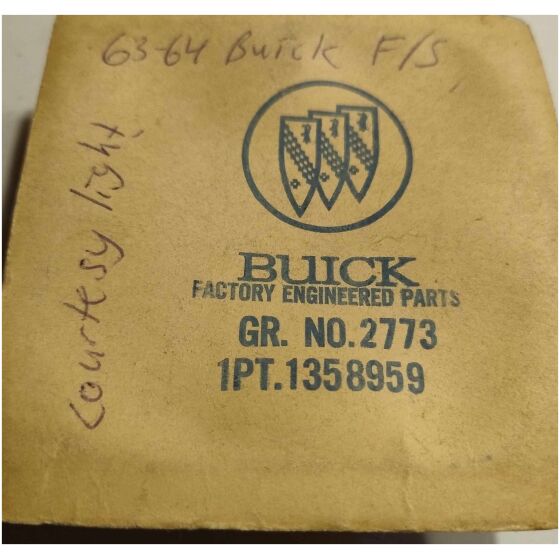 63-64 Buick F/S
courtesy light
BUICK
FACTORY ENGINEERED PARTS
GR. NO.2773
1PT.1358959